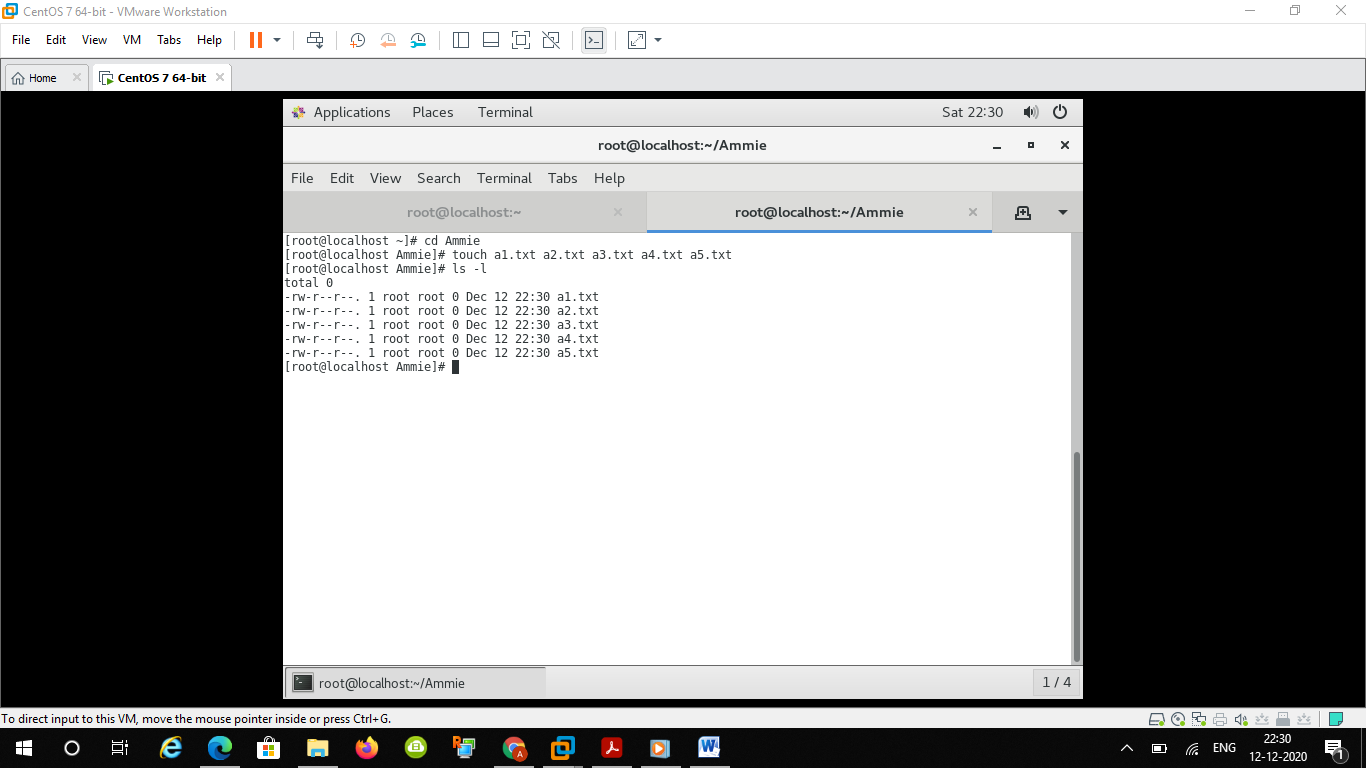 CentOS 7 64-bit - VMware Workstation
File Edit View VM Tabs Help
Home CentOS 7 64-bit
Applications Places Terminal Sat 22:30
root@localhost:~/Ammie
File Edit View Search Terminal Tabs Help
root@localhost:~ root@localhost:~/Ammie
[root@localhost ~]# cd Ammie
[root@localhost Ammie]# touch a1.txt a2.txt a3.txt a4.txt a5.txt
[root@localhost Ammie]# ls -l
total 0
-rw-r--r--. 1 root root 0 Dec 12 22:30 a1.txt
-rw-r--r--. 1 root root 0 Dec 12 22:30 a2.txt
-rw-r--r--. 1 root root 0 Dec 12 22:30 a3.txt
-rw-r--r--. 1 root root 0 Dec 12 22:30 a4.txt
-rw-r--r--. 1 root root 0 Dec 12 22:30 a5.txt
[root@localhost Ammie]#
root@localhost:~/Ammie 1 / 4
To direct input to this VM, move the mouse pointer inside or press Ctrl+G.
ENG 22:30
12-12-2020 1